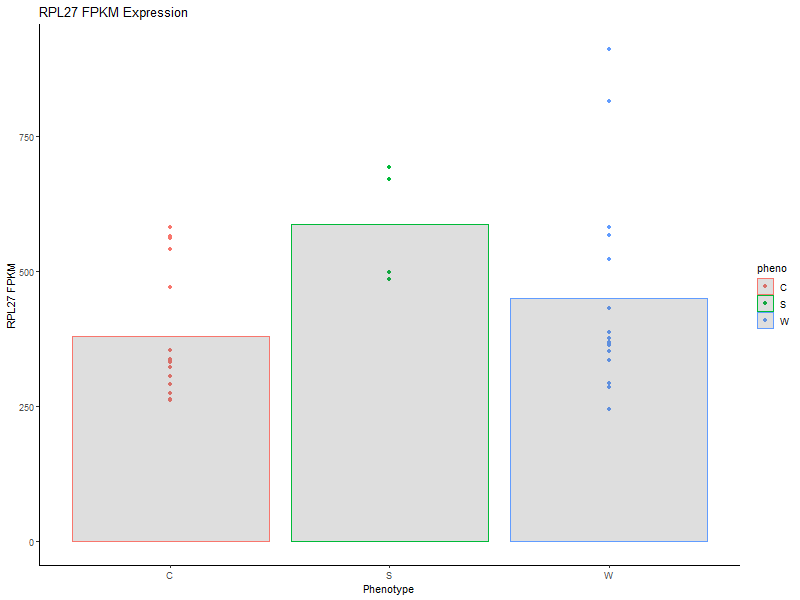 RPL27 FPKM Expression
750
500
250
0
RPL27 FPKM
C
S
W
Phenotype
pheno
C
S
W